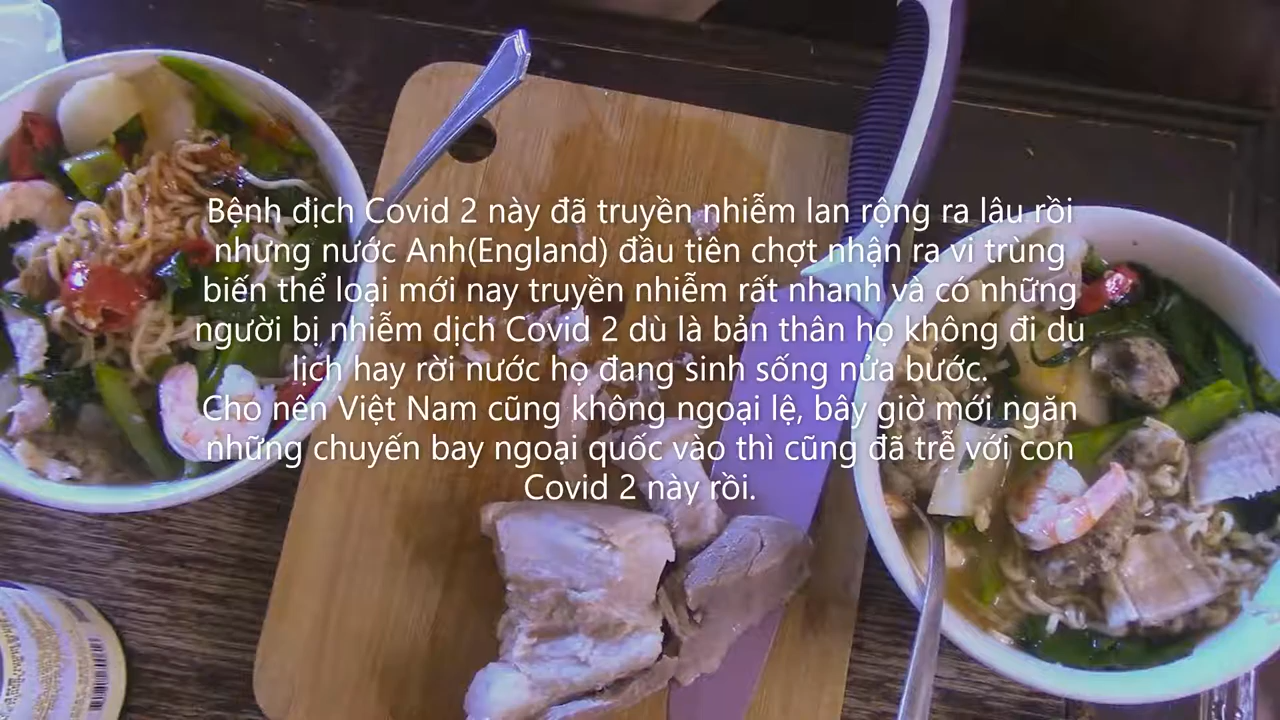 Bệnh dịch Covid 2 này đã truyền nhiễm lan rộng ra lâu rồi
nhưng nước Anh(England) đầu tiên chợt nhận ra vi trùng
biến thể loại mới nay truyền nhiễm rất nhanh và có những
người bị nhiễm dịch Covid 2 dù là bản thân họ không đi du
lịch hay rời nước họ đang sinh sống nửa bước.
Cho nên Việt Nam cũng không ngoại lệ, bây giờ mới ngăn
những chuyến bay ngoại quốc vào thì cũng đã trễ với con
Covid 2 này rồi.